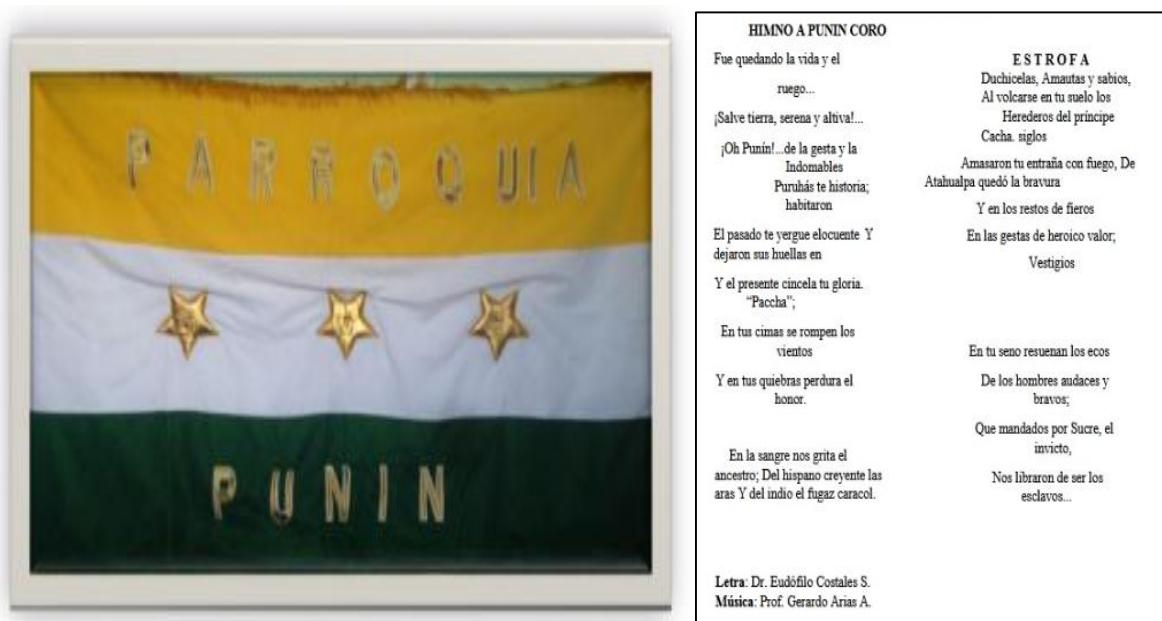 PARROQUIA
PUNIN
HIMNO A PUNIN CORO
Fue quedando la vida y el
ruego...
¡Salve tierra, serena y altiva!...
¡Oh Punín!...de la gesta y la
Indomables
Puruhás te historia;
habitaron
El pasado te yergue elocuente Y
dejaron sus huellas en
Y el presente cincela tu gloria.
“Paccha”;
En tus cimas se rompen los
vientos
Y en tus quiebras perdura el
honor.
En la sangre nos grita el
ancestro; Del hispano creyente las
aras Y del indio el fugaz caracol.
Letra: Dr. Eudófilo Costales S.
Música: Prof. Gerardo Arias A.
E S T R O F A
Duchicelas, Amautas y sabios,
Al volcarse en tu suelo los
Herederos del príncipe
Cacha. siglos
Amasaron tu entraña con fuego, De
Atahualpa quedó la bravura
Y en los restos de fieros
En las gestas de heroico valor;
Vestigios
En tu seno resuenan los ecos
De los hombres audaces y
bravos;
Que mandados por Sucre, el
invicto,
Nos libraron de ser los
esclavos...